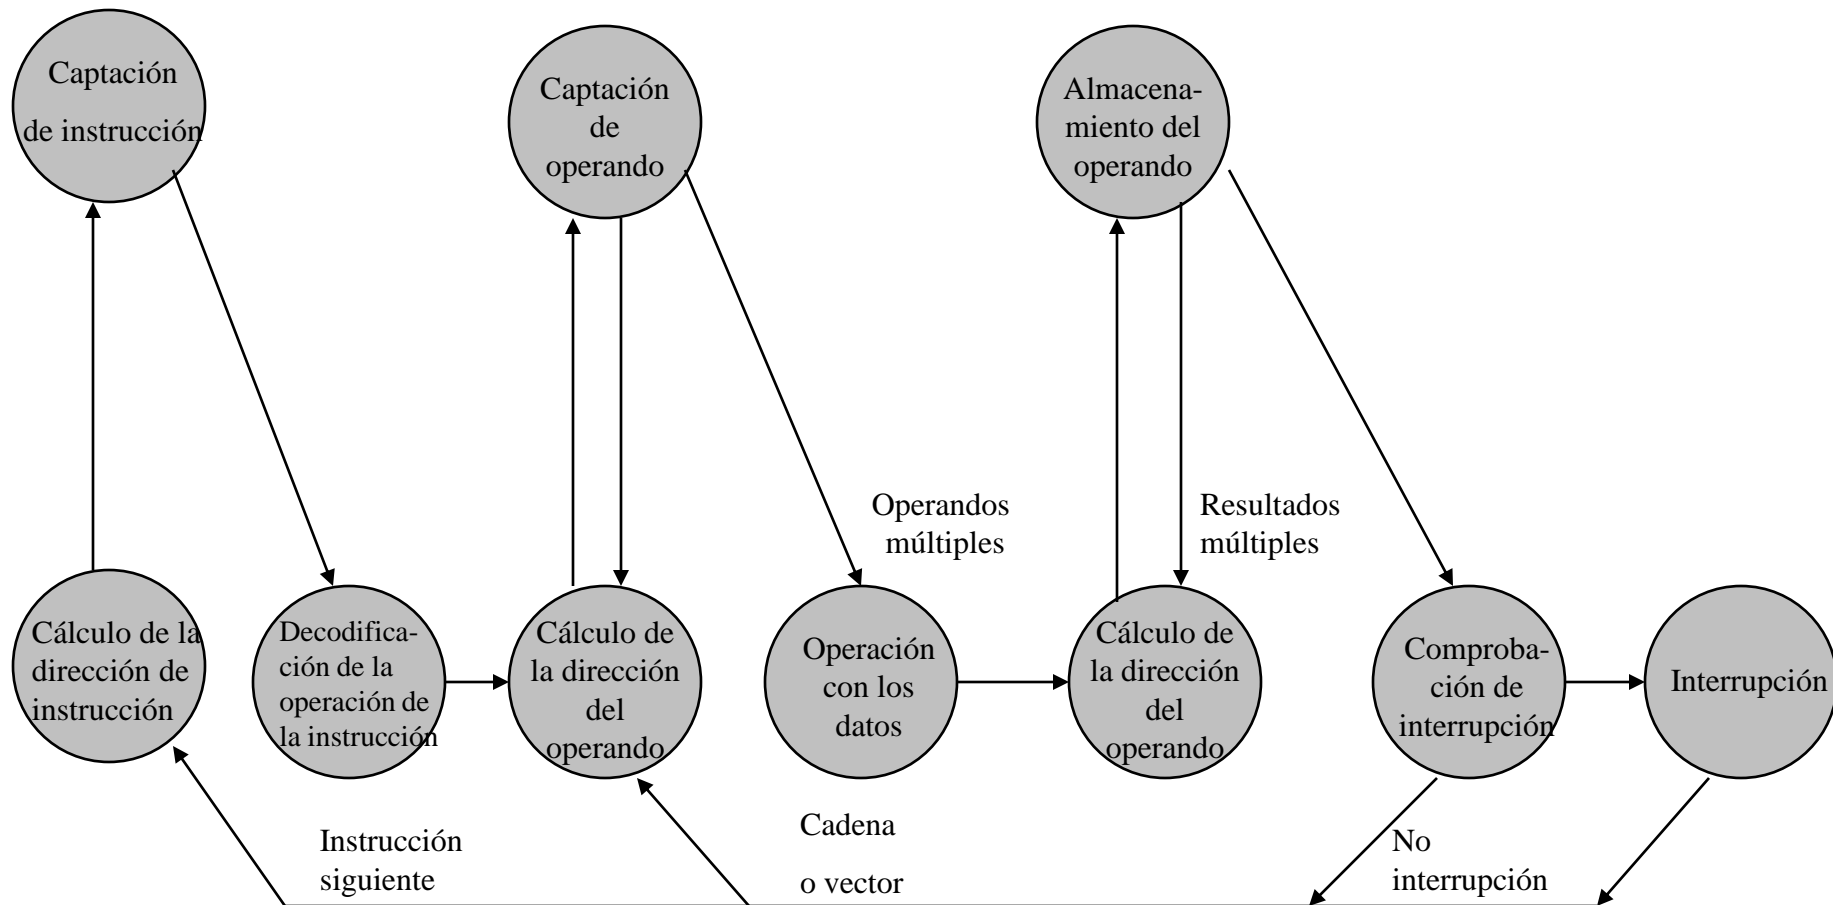 Captación
de instrucción
Captación
de
operando
Almacena-
miento del
operando
Operandos
múltiples
Resultados
múltiples
Cálculo de la
dirección de
instrucción
Decodifica-
ción de la
operación de
la instrucción
Cálculo de
la dirección
del
operando
Operación
con los
datos
Cálculo de
la dirección
del
operando
Comproba-
ción de
interrupción
Interrupción
Instrucción
siguiente
Cadena
o vector
No
interrupción